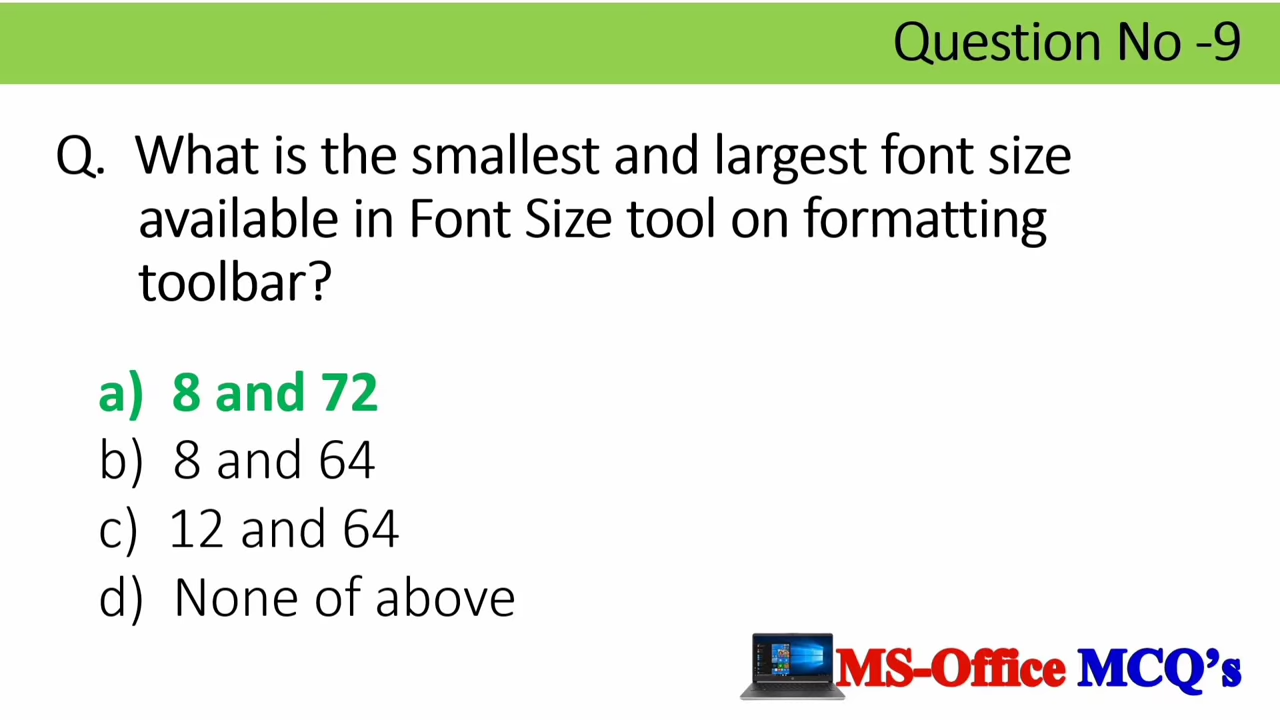 Question No -9
Q. What is the smallest and largest font size
available in Font Size tool on formatting
toolbar?
a) 8 and 72
b) 8 and 64
c) 12 and 64
d) None of above
MS-Office MCQ’s